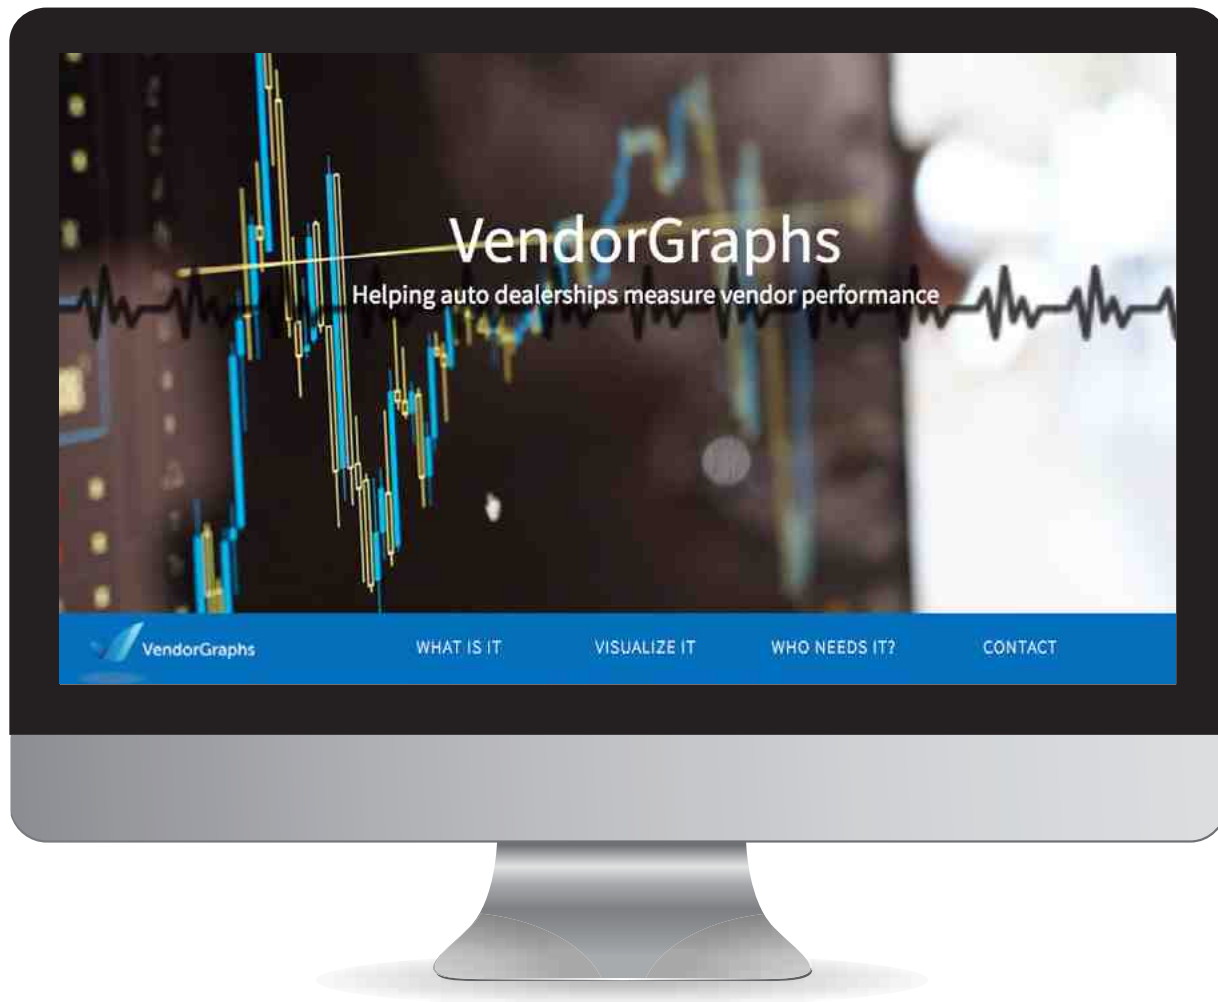 VendorGraphs
Helping auto dealerships measure vendor performance
VendorGraphs WHAT IS IT VISUALIZE IT WHO NEEDS IT? CONTACT